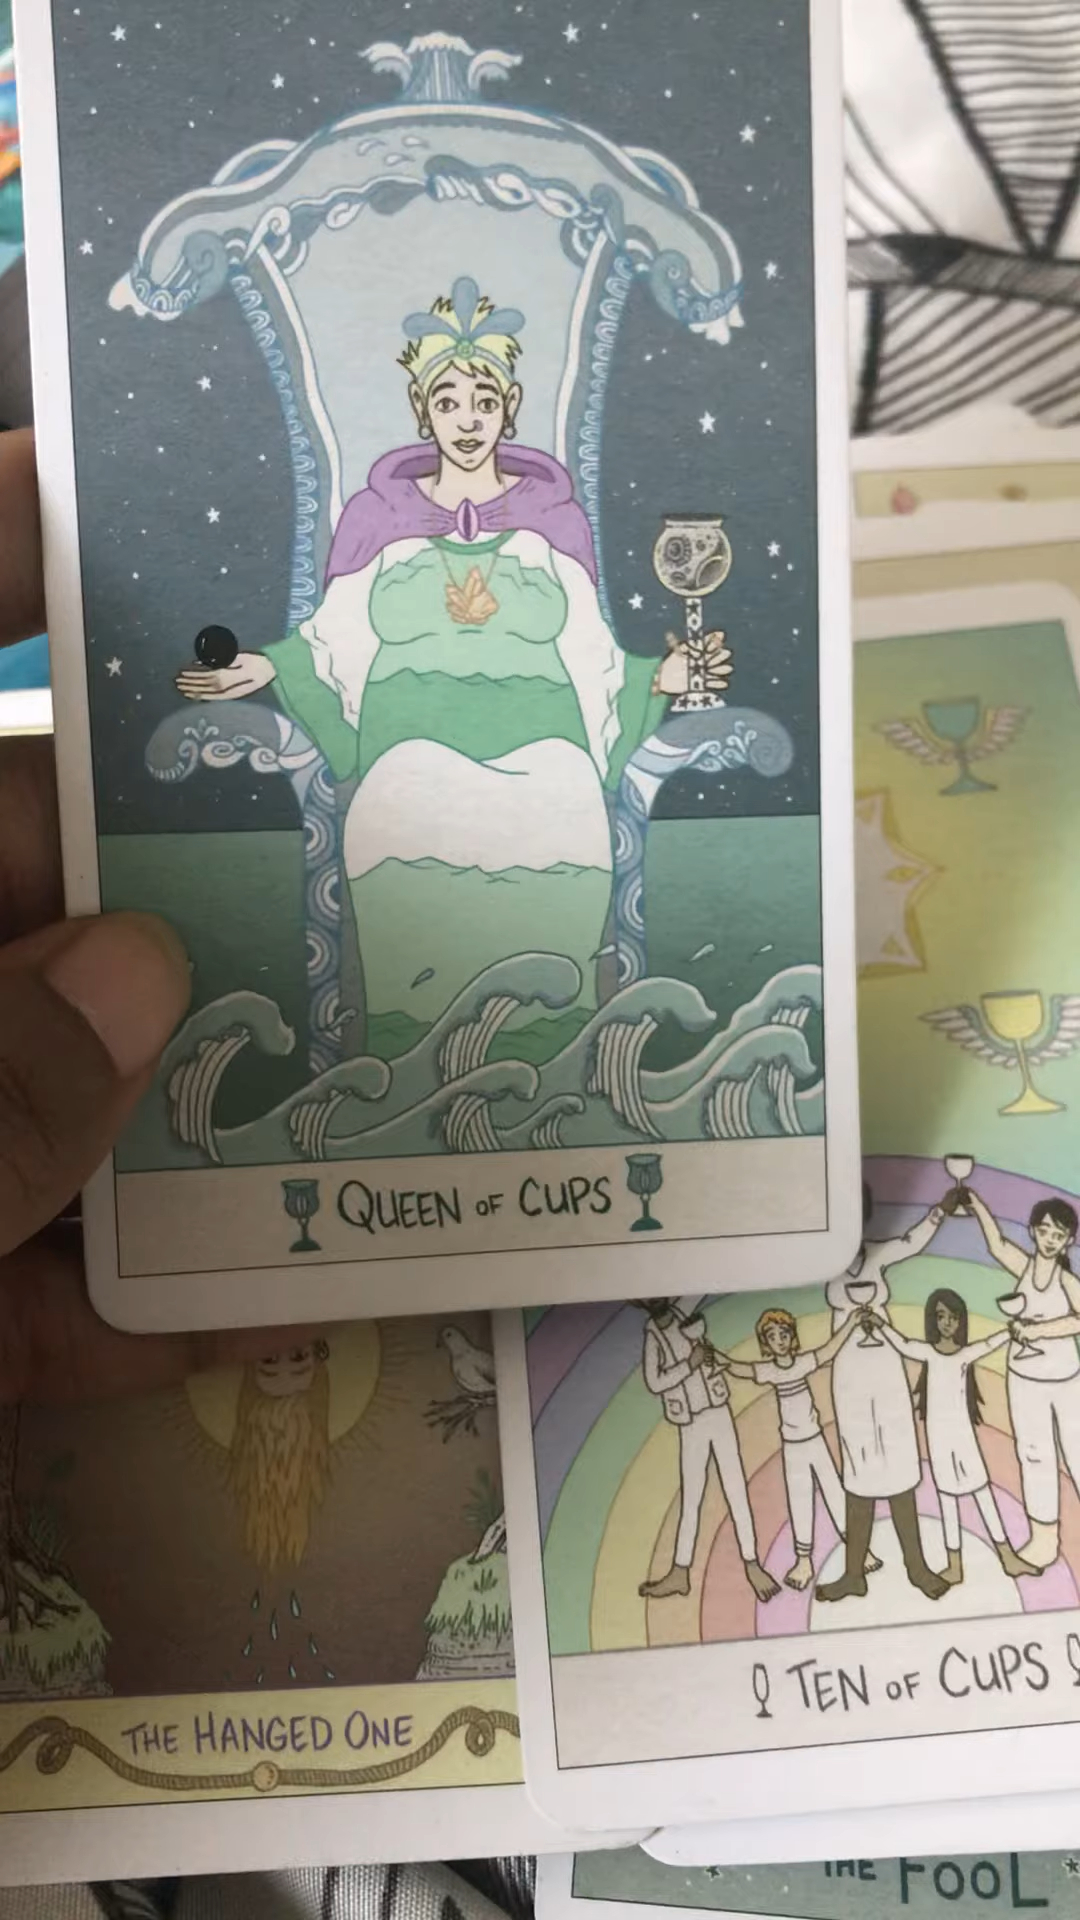 QUEEN OF CUPS
THE HANGED ONE
TEN OF CUPS
THE FOOL